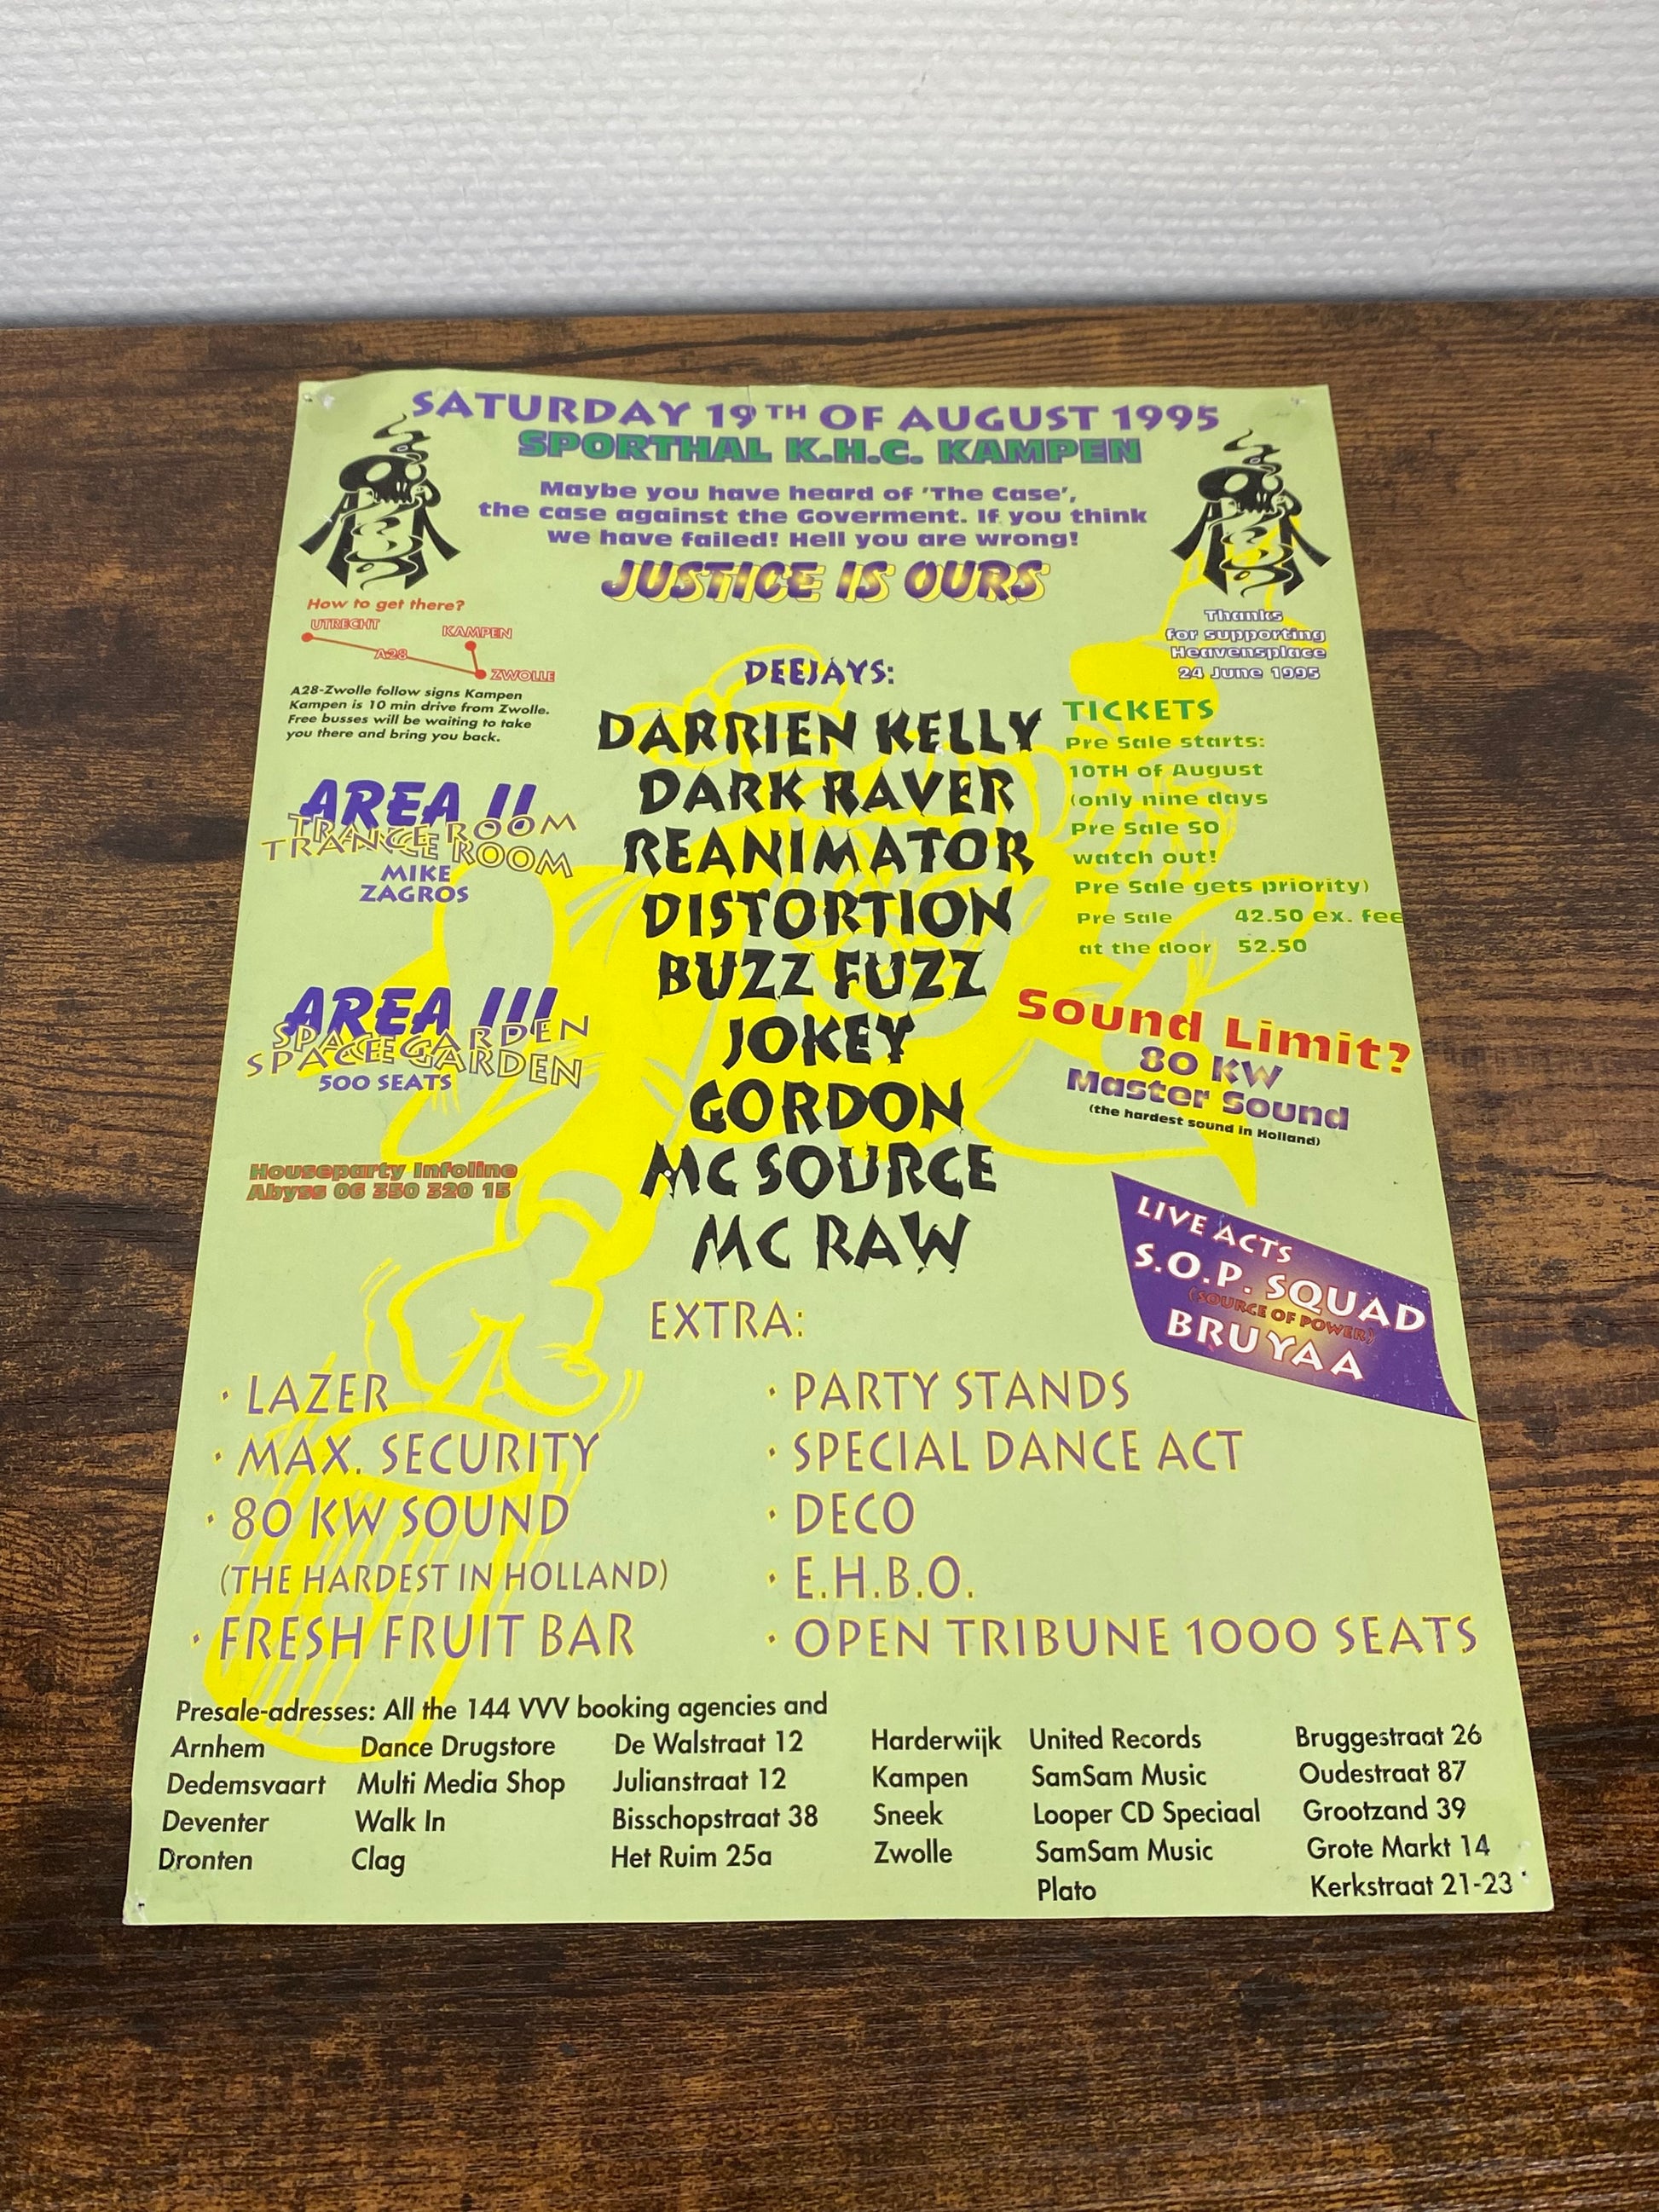 SATURDAY 19TH OF AUGUST 1995
SPORTHAL K.H.C. KAMPEN
Maybe you have heard of 'The Case',
the case against the Goverment. If you think
we have failed! Hell you are wrong!
JUSTICE IS OURS
How to get there?
UTRECHT
KAMPEN
A28
ZWOLLE
A28-Zwolle follow signs Kampen
Kampen is 10 min drive from Zwolle.
Free busses will be waiting to take
you there and bring you back.
AREA II
TRANCE ROOM
TRANCE ROOM
MIKE
ZAGROS
AREA III
SPACE GARDEN
SPACE GARDEN
500 SEATS
Houseparty Infoline
Abyss 06 350 320 15
DEEJAYS:
DARRIEN KELLY
DARK RAVER
REANIMATOR
DISTORTION
BUZZ FUZZ
JOKEY
GORDON
MC SOURCE
MC RAW
Thanks
for supporting
Heavensplace
24 June 1995
TICKETS
Pre Sale starts:
10TH of August
(only nine days
Pre Sale SO
watch out!
Pre Sale gets priority)
Pre Sale 42.50 ex. fee
at the door 52.50
Sound Limit?
80 KW
Master Sound
(the hardest sound in Holland)
LIVE ACTS
S.O.P. SQUAD
(SOURCE OF POWER)
BRUYAA
EXTRA:
· LAZER
· MAX. SECURITY
· 80 KW SOUND
(THE HARDEST IN HOLLAND)
· FRESH FRUIT BAR
· PARTY STANDS
· SPECIAL DANCE ACT
· DECO
· E.H.B.O.
· OPEN TRIBUNE 1000 SEATS
Presale-adresses: All the 144 VVV booking agencies and
Arnhem Dance Drugstore De Walstraat 12
Dedemsvaart Multi Media Shop Julianstraat 12
Deventer Walk In Bisschopstraat 38
Dronten Clag Het Ruim 25a
Harderwijk United Records Bruggestraat 26
Kampen SamSam Music Oudestraat 87
Sneek Looper CD Speciaal Grootzand 39
Zwolle SamSam Music Grote Markt 14
Plato Kerkstraat 21-23